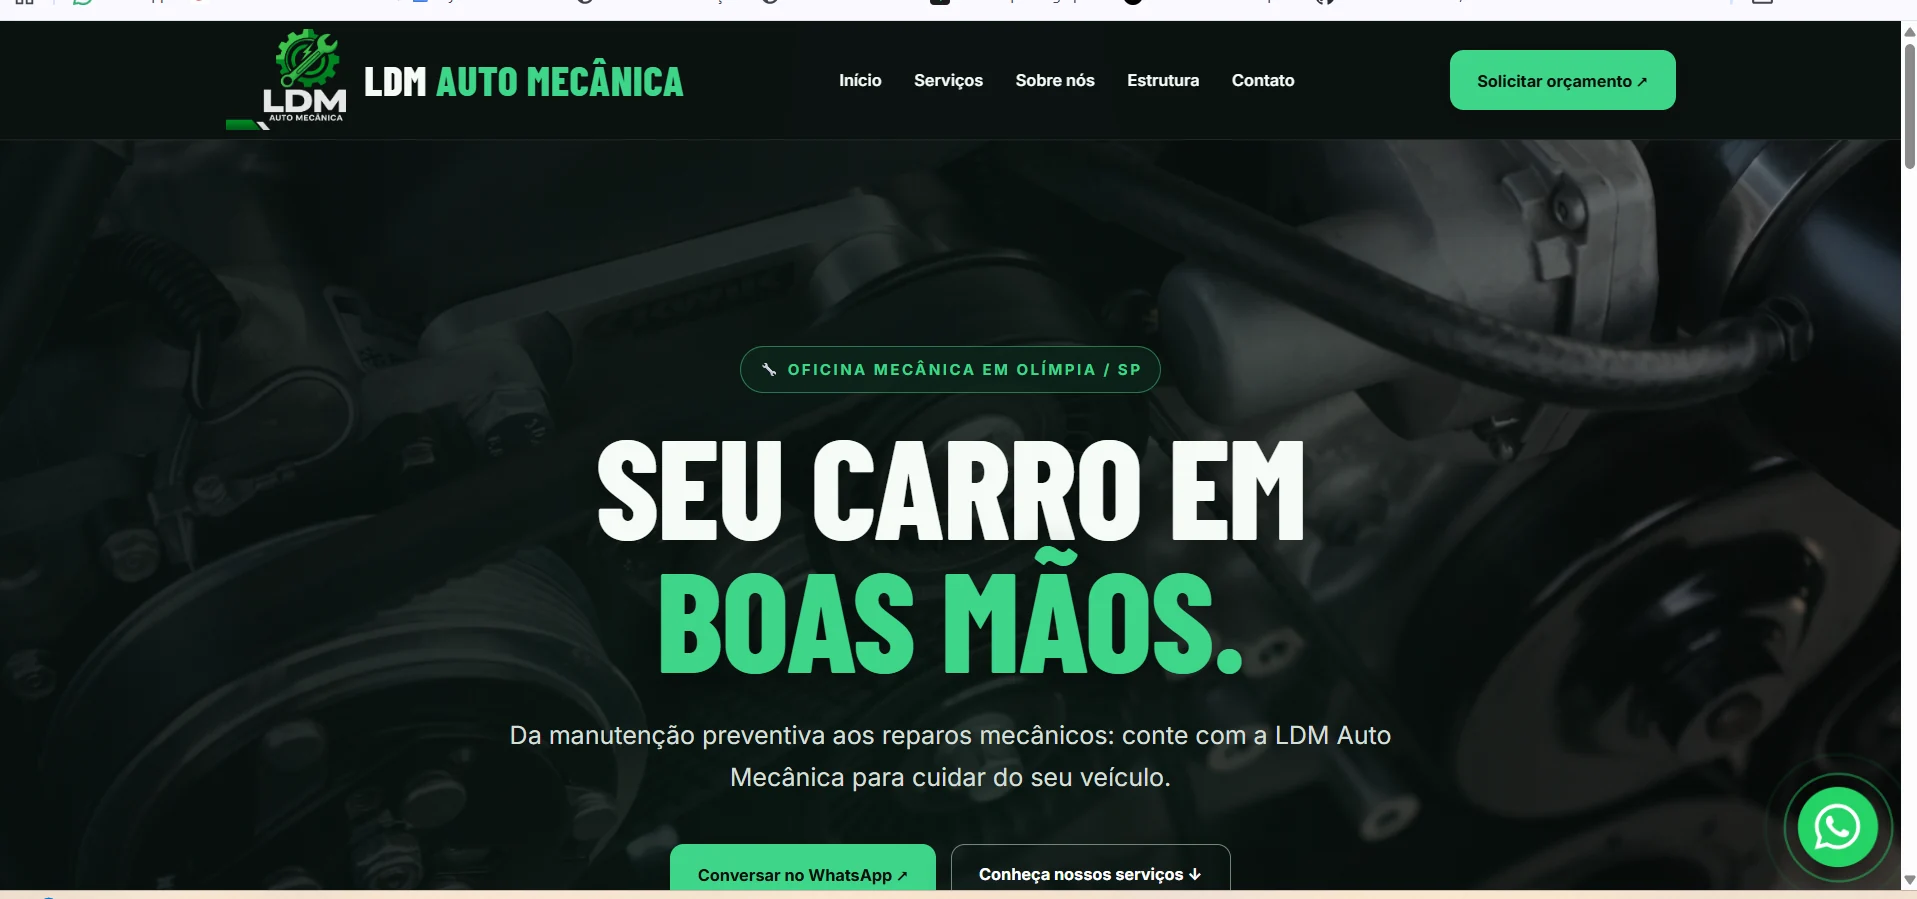 LDM
AUTO MECÂNICA
LDM AUTO MECÂNICA
Início
Serviços
Sobre nós
Estrutura
Contato
Solicitar orçamento ↗
OFICINA MECÂNICA EM OLÍMPIA / SP
SEU CARRO EM
BOAS MÃOS.
Da manutenção preventiva aos reparos mecânicos: conte com a LDM Auto
Mecânica para cuidar do seu veículo.
Conversar no WhatsApp ↗
Conheça nossos serviços ↓